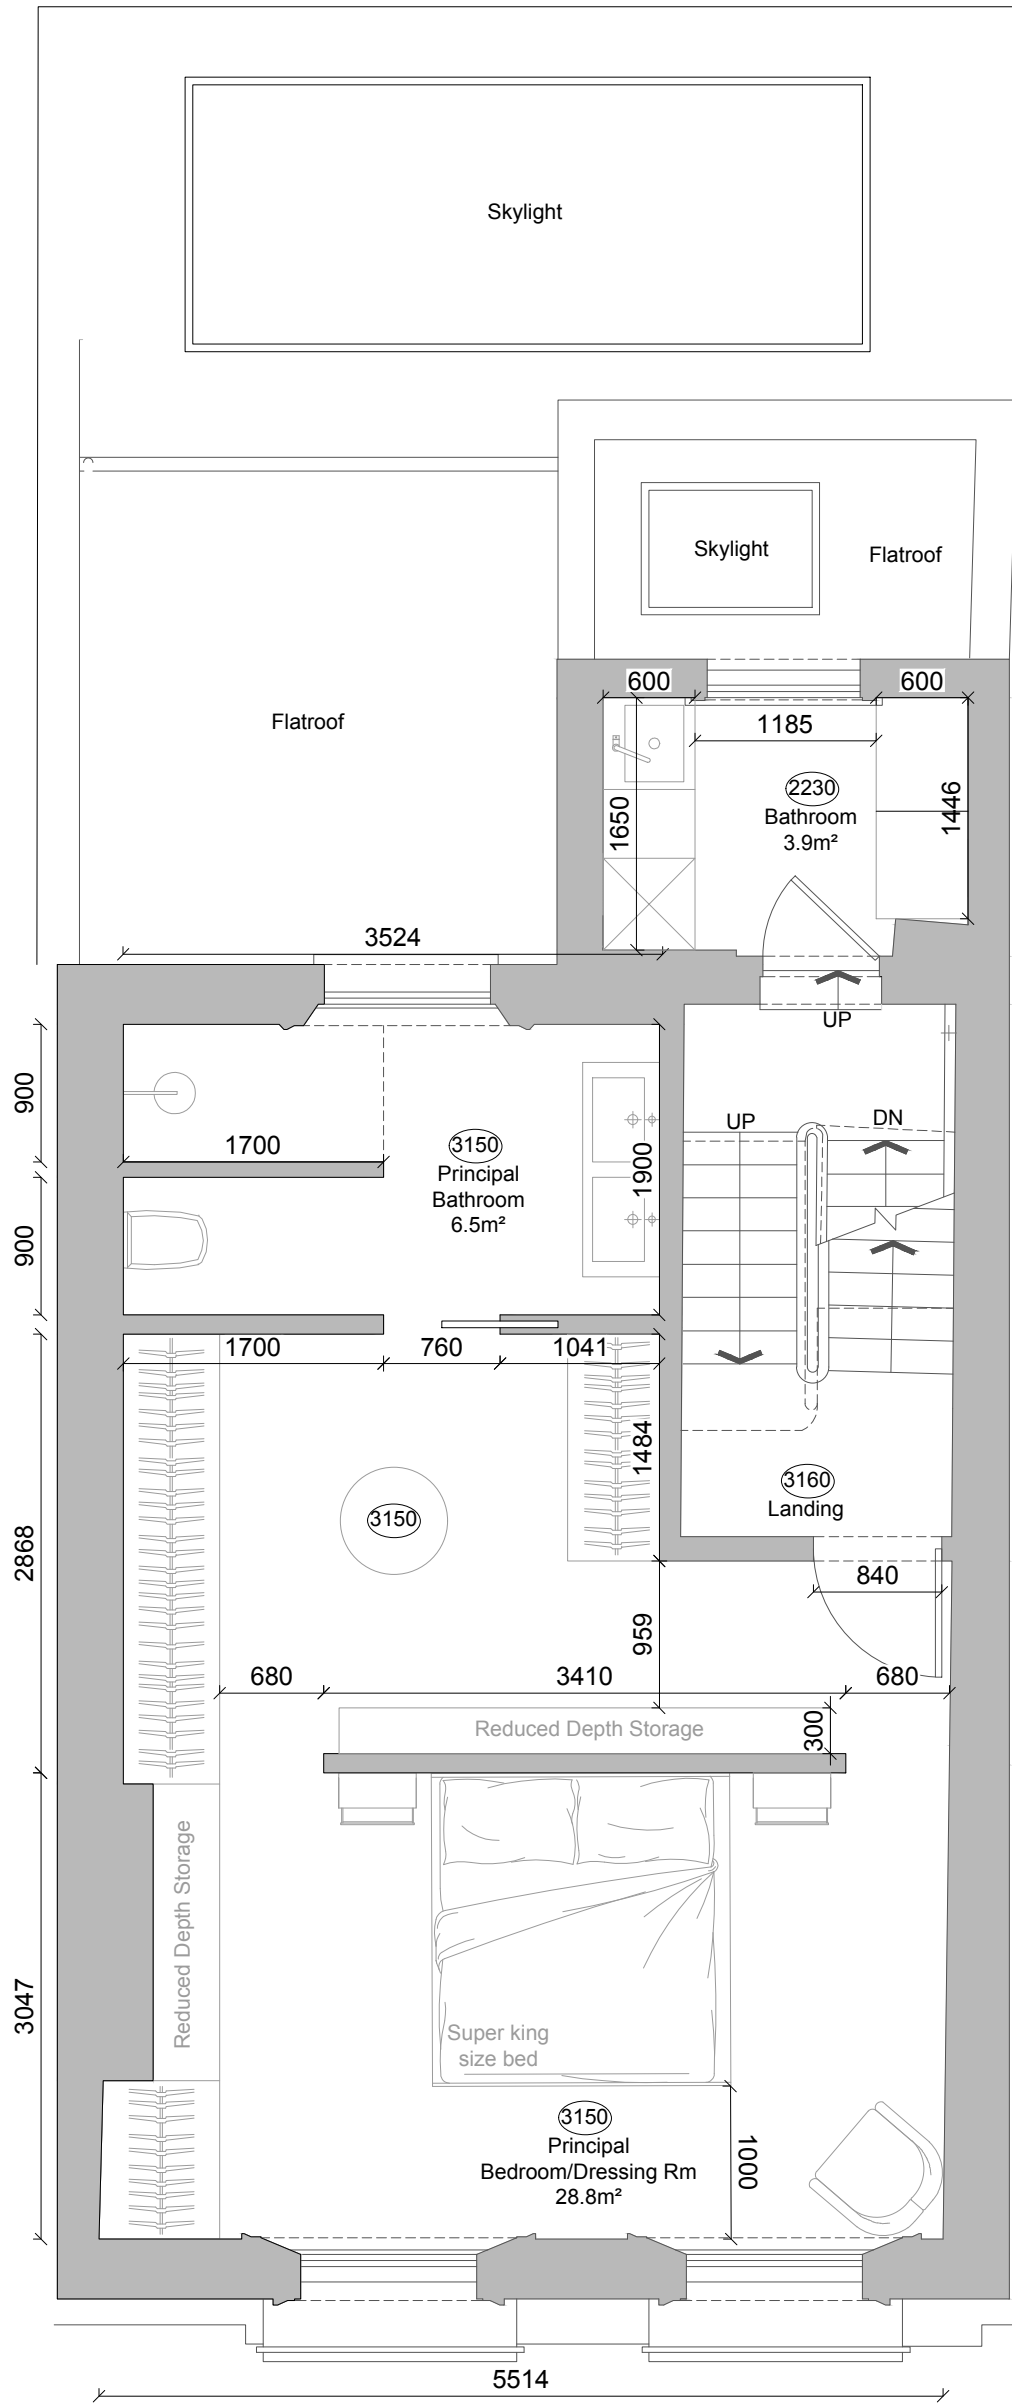 Skylight
Skylight
Flatroof
600
600
Flatroof
1185
2230
Bathroom
3.9m²
1650
1446
3524
UP
900
1700
UP
DN
3150
Principal
Bathroom
6.5m²
1900
900
1700
760
1041
1484
3160
Landing
3150
2868
840
959
680
3410
680
Reduced Depth Storage
300
Reduced Depth Storage
3047
Super king
size bed
3150
Principal
Bedroom/Dressing Rm
28.8m²
1000
5514